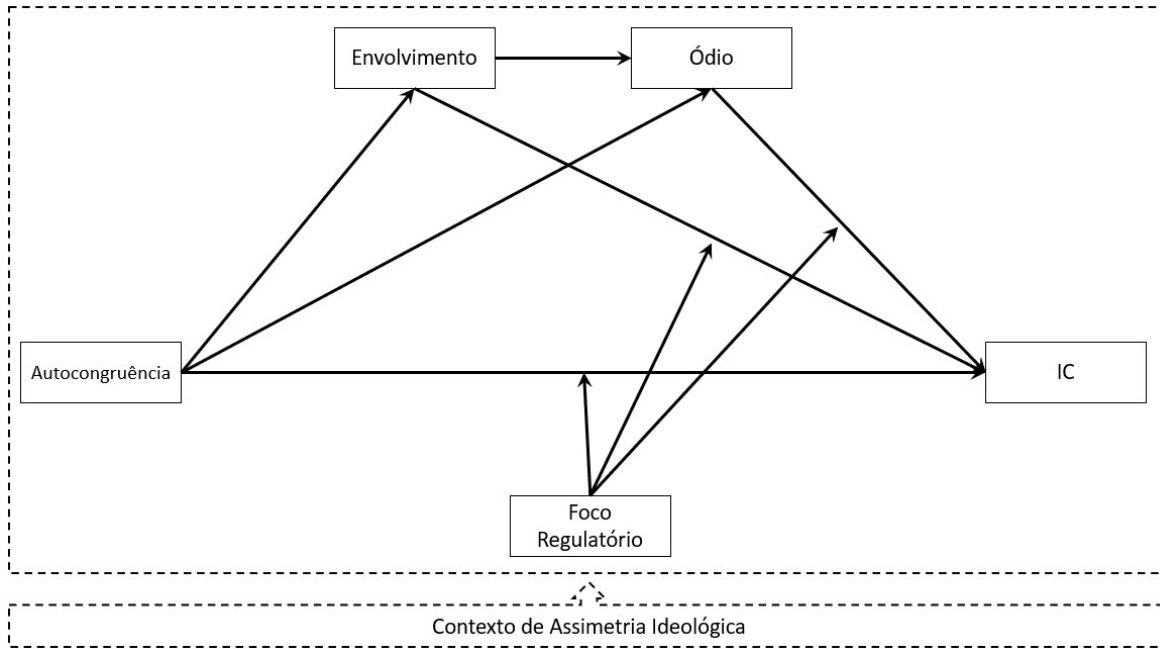 Envolvimento
Ódio
Autocongruência
IC
Foco
Regulatório
Contexto de Assimetria Ideológica